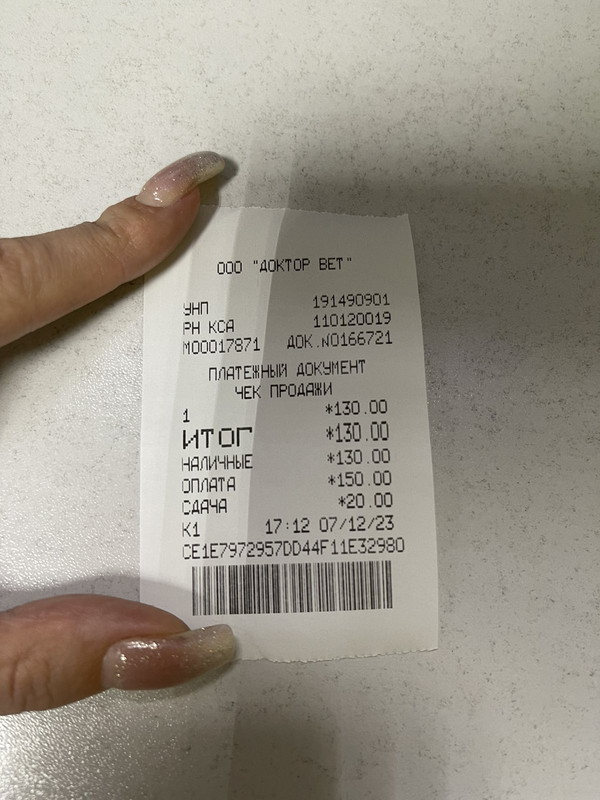 ООО "ДОКТОР ВЕТ"
УНП 191490901
РН КСА 110120019
М00017871 ДОК.N0166721
ПЛАТЕЖНЫЙ ДОКУМЕНТ
ЧЕК ПРОДАЖИ
1 *130.00
ИТОГ *130.00
НАЛИЧНЫЕ *130.00
ОПЛАТА *150.00
СДАЧА *20.00
К1 17:12 07/12/23
CE1E7972957DD44F11E32980